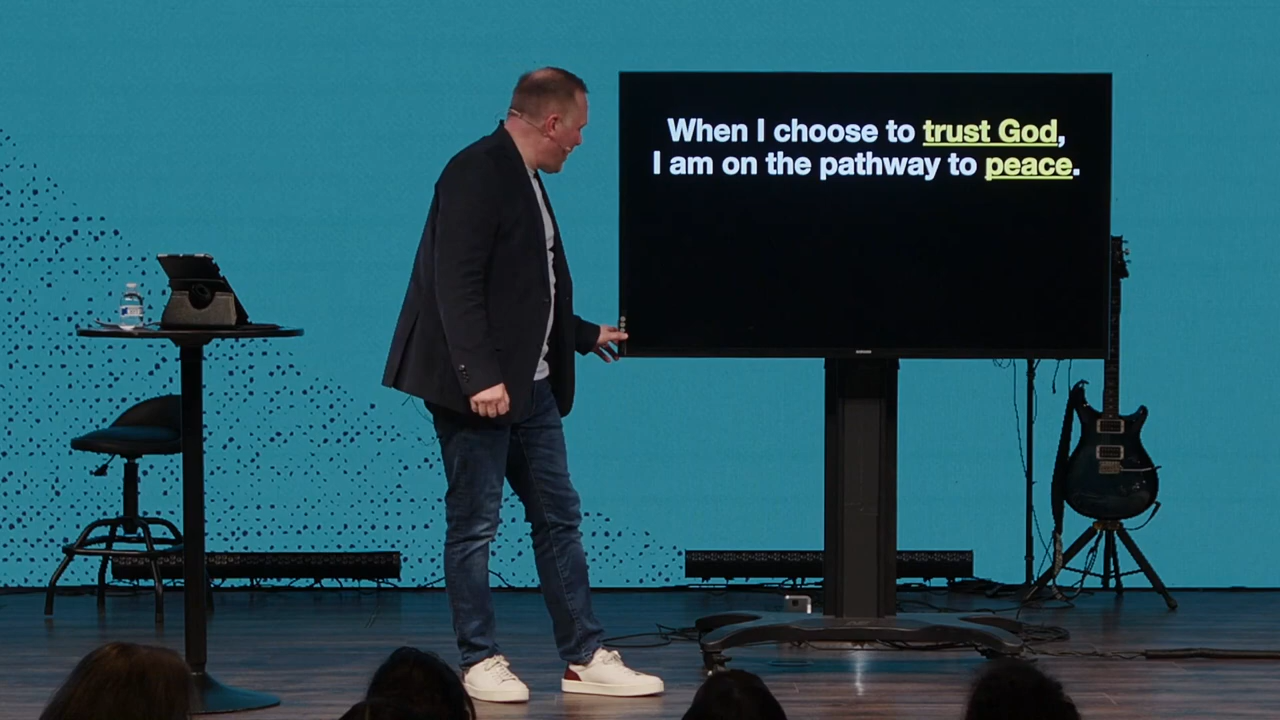 When I choose to trust God,
I am on the pathway to peace.